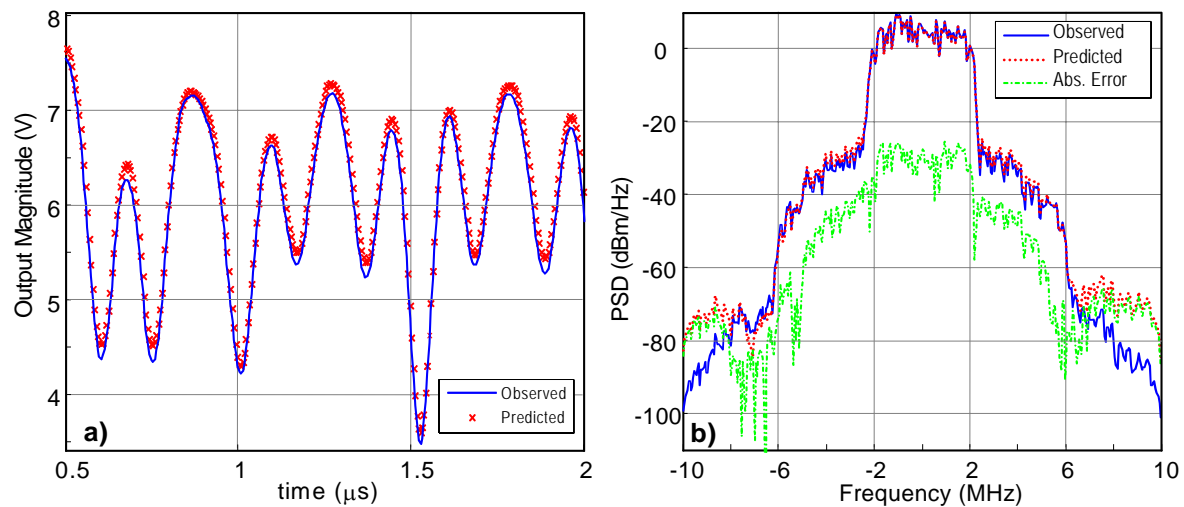 8
7
6
5
4
Output Magnitude (V)
0.5
1
1.5
2
time (μs)
a)
Observed
Predicted
0
-20
-40
-60
-80
-100
PSD (dBm/Hz)
-10
-6
-2
2
6
10
Frequency (MHz)
b)
Observed
Predicted
Abs. Error